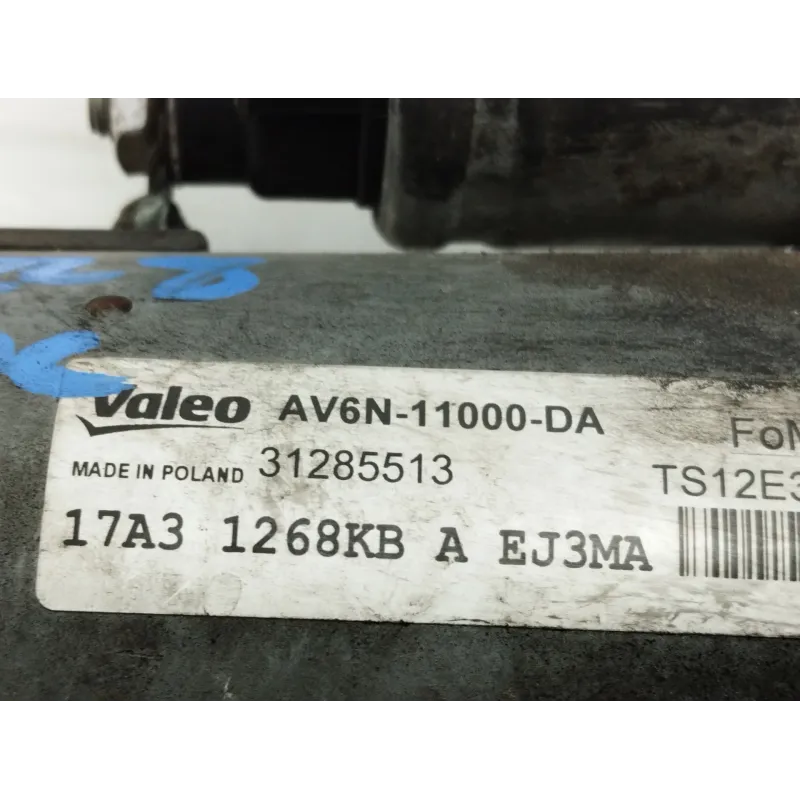 Valeo AV6N-11000-DA
MADE IN POLAND 31285513
17A3 1268KB A EJ3MA